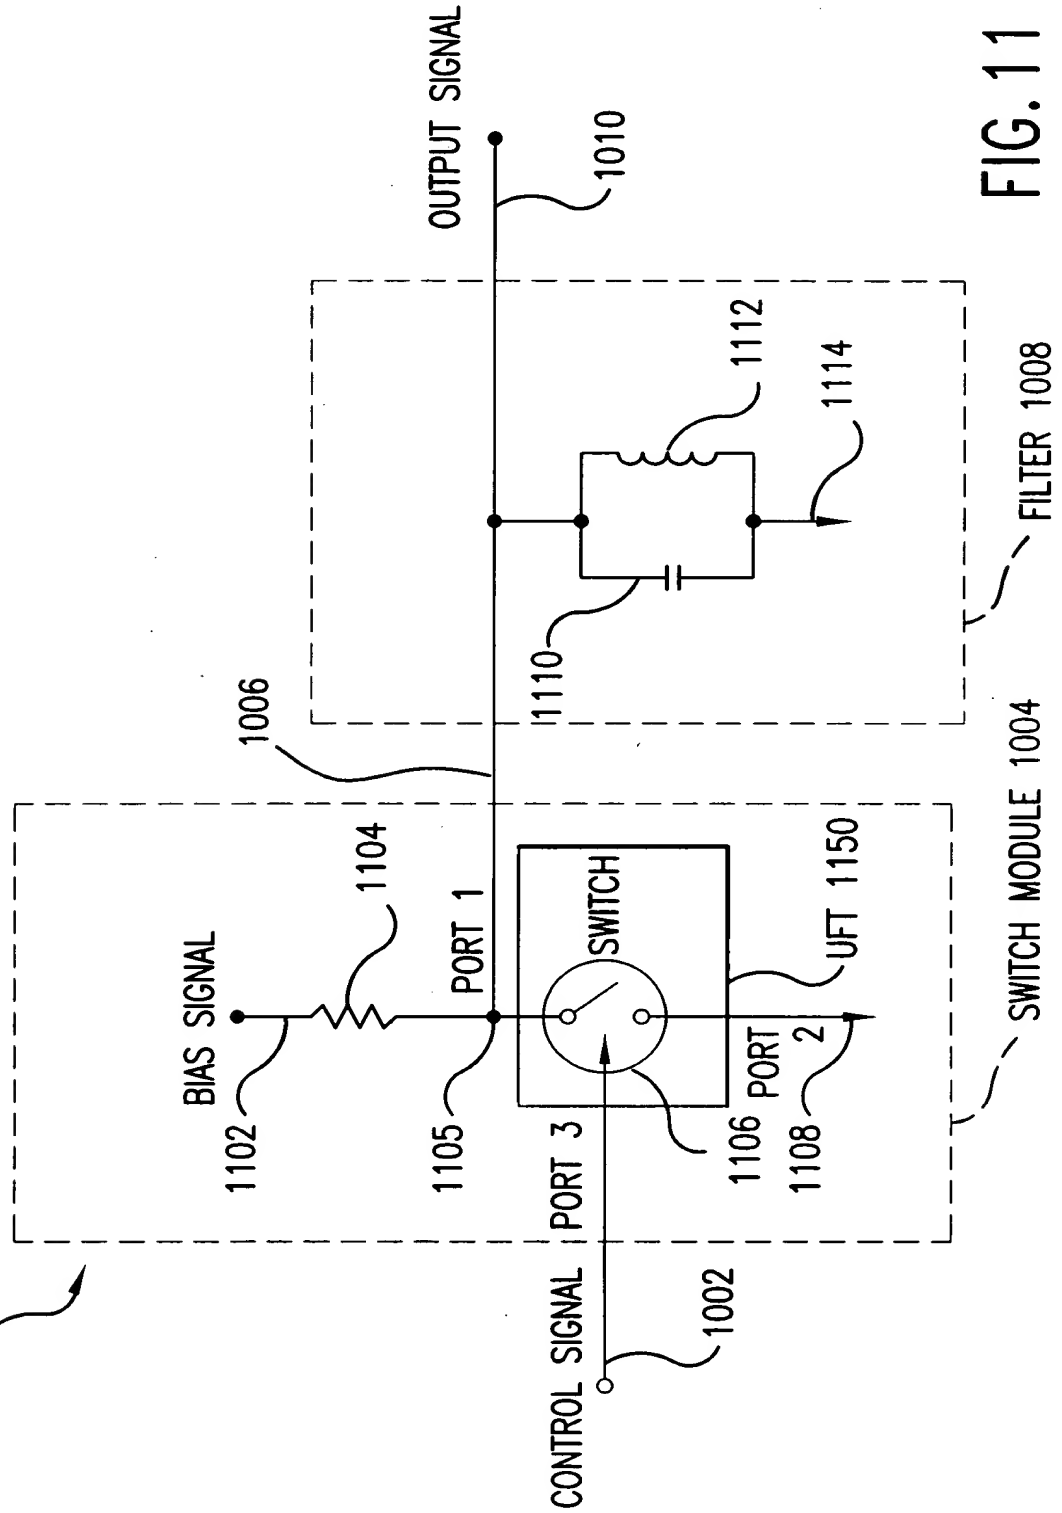 BIAS SIGNAL
1102
1104
1006
OUTPUT SIGNAL
1010
1105
PORT 1
CONTROL SIGNAL
1002
PORT 3
SWITCH
1106
PORT
2
1108
UFT 1150
1110
1112
1114
SWITCH MODULE 1004
FILTER 1008
FIG. 11